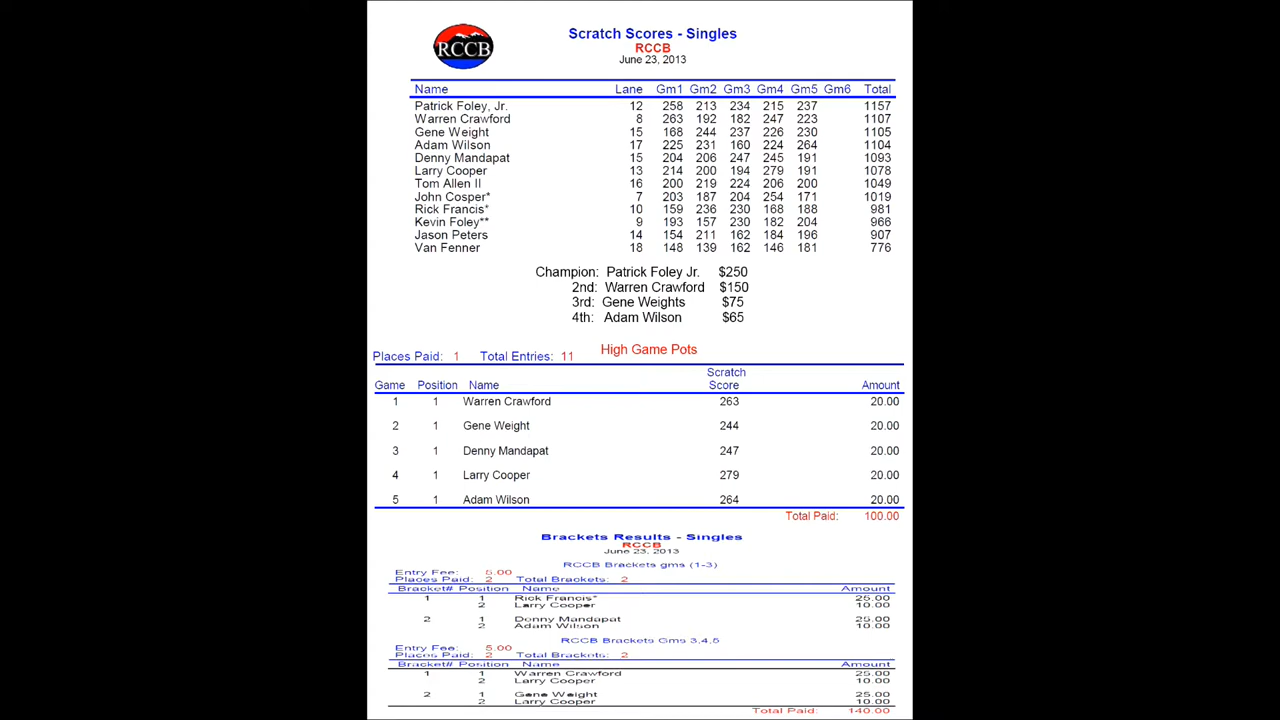 RCCB
Scratch Scores - Singles
RCCB
June 23, 2013
Name Lane Gm1 Gm2 Gm3 Gm4 Gm5 Gm6 Total
Patrick Foley, Jr. 12 258 213 234 215 237 1157
Warren Crawford 8 263 192 182 247 223 1107
Gene Weight 15 168 244 237 226 230 1105
Adam Wilson 17 225 231 160 224 264 1104
Denny Mandapat 15 204 206 247 245 191 1093
Larry Cooper 13 214 200 194 279 191 1078
Tom Allen II 16 200 219 224 206 200 1049
John Cosper* 7 203 187 204 254 171 1019
Rick Francis* 10 159 236 230 168 188 981
Kevin Foley** 9 193 157 230 182 204 966
Jason Peters 14 154 211 162 184 196 907
Van Fenner 18 148 139 162 146 181 776
Champion: Patrick Foley Jr. $250
2nd: Warren Crawford $150
3rd: Gene Weights $75
4th: Adam Wilson $65
High Game Pots
Places Paid: 1 Total Entries: 11
Game Position Name Scratch Score Amount
1 1 Warren Crawford 263 20.00
2 1 Gene Weight 244 20.00
3 1 Denny Mandapat 247 20.00
4 1 Larry Cooper 279 20.00
5 1 Adam Wilson 264 20.00
Total Paid: 100.00
Brackets Results - Singles
RCCB
June 23, 2013
RCCB Brackets gms (1-3)
Entry Fee: 5.00
Places Paid: 2 Total Brackets: 2
Bracket# Position Name Amount
1 1 Rick Francis* 25.00
2 Larry Cooper 10.00
2 1 Denny Mandapat 25.00
2 Adam Wilson 10.00
RCCB Brackets Gms 3,4,5
Entry Fee: 5.00
Places Paid: 2 Total Brackets: 2
Bracket# Position Name Amount
1 1 Warren Crawford 25.00
2 Larry Cooper 10.00
2 1 Gene Weight 25.00
2 Larry Cooper 10.00
Total Paid: 140.00